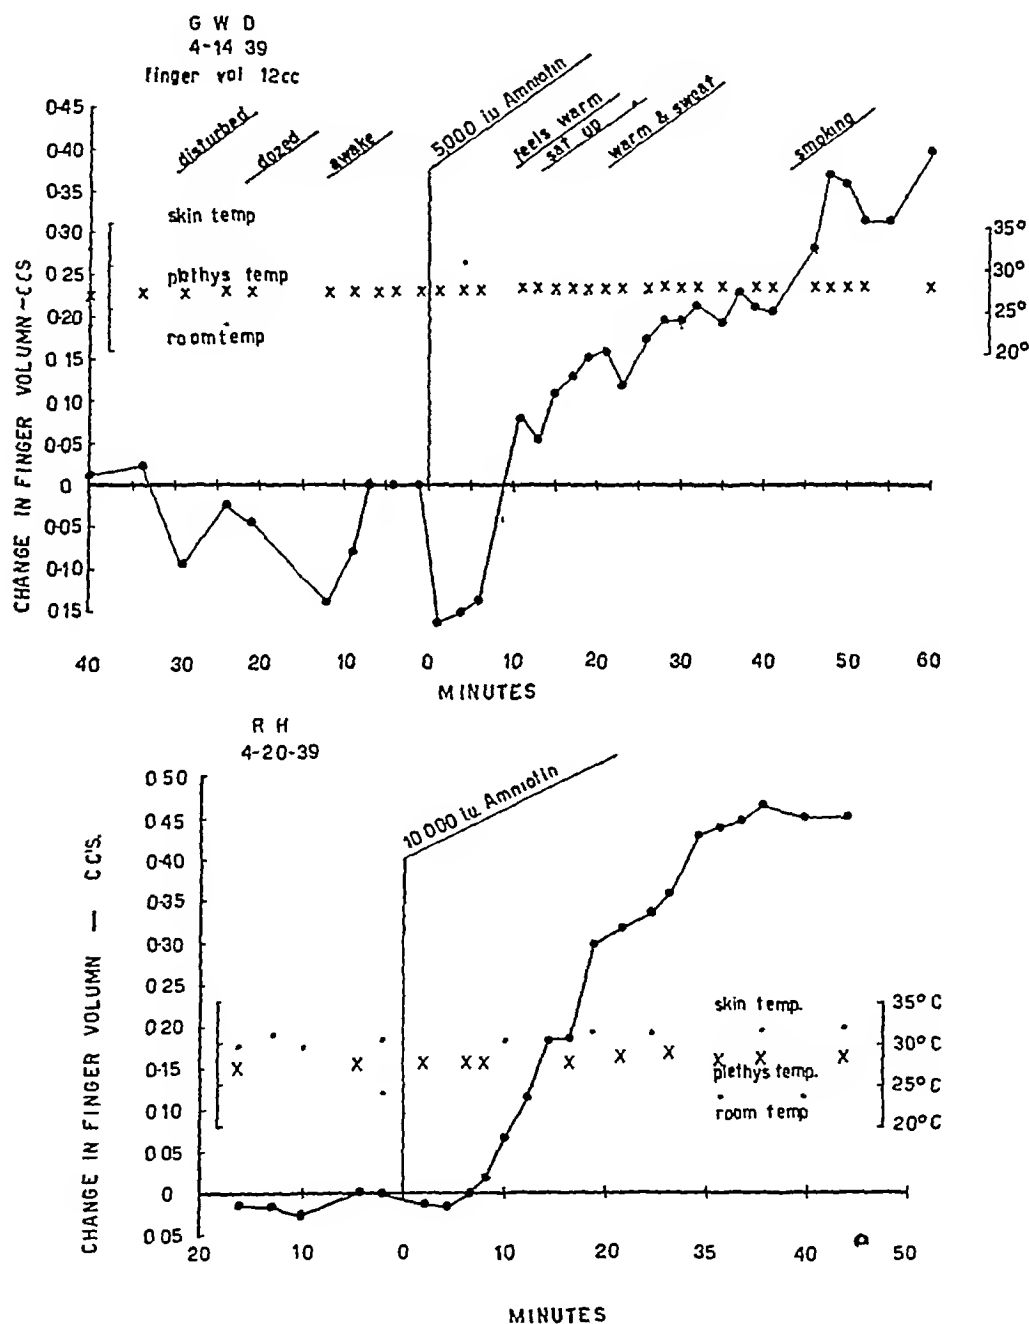 G W D
4-14 39
finger vol 12cc
disturbed
dozed
awake
5,000 iu Amniotin
feels warm
sat up
warm & sweat
smoking
CHANGE IN FINGER VOLUMN-CCS
0·45
0·40
0·35
0·30
0·25
0·20
0·15
0·10
0·05
0
0·05
0·10
0·15
skin temp
plethys temp
room temp
35°
30°
25°
20°
40 30 20 10 0 10 20 30 40 50 60
MINUTES
R H
4-20-39
10 000 iu. Amniotin
CHANGE IN FINGER VOLUMN — CC'S.
0 50
0·45
0·40
0·35
0·30
0·25
0·20
0·15
0 10
0 05
0
0 05
skin temp.
plethys temp.
room temp
35°C
30°C
25°C
20°C
20 10 0 10 20 35 40 50
MINUTES